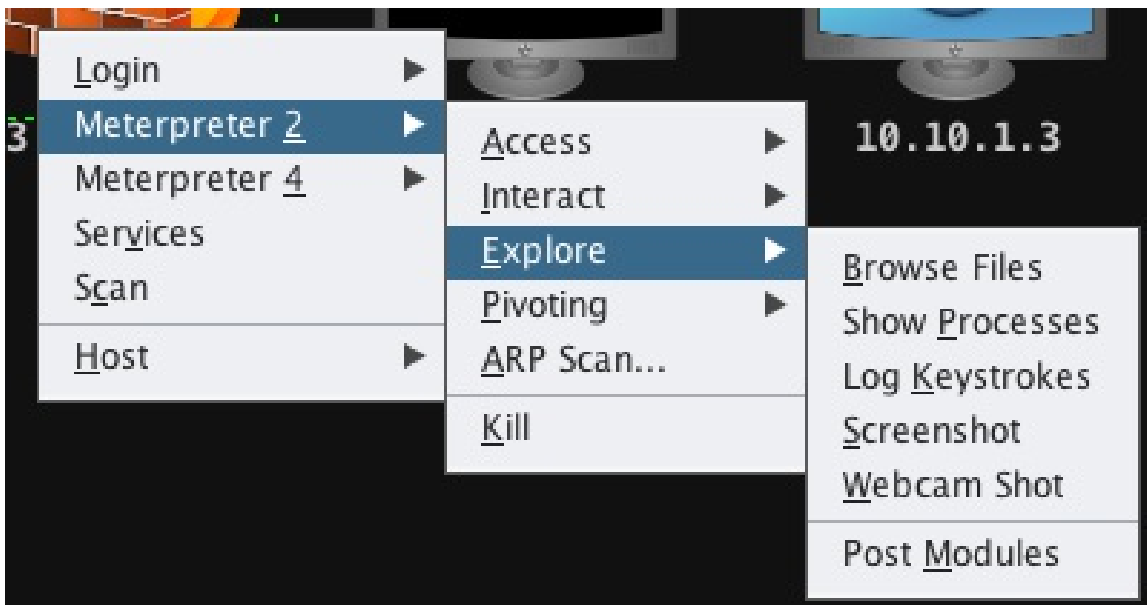 3
10.10.1.3
Login
Meterpreter 2
Meterpreter 4
Services
Scan
Host
Access
Interact
Explore
Pivoting
ARP Scan...
Kill
Browse Files
Show Processes
Log Keystrokes
Screenshot
Webcam Shot
Post Modules